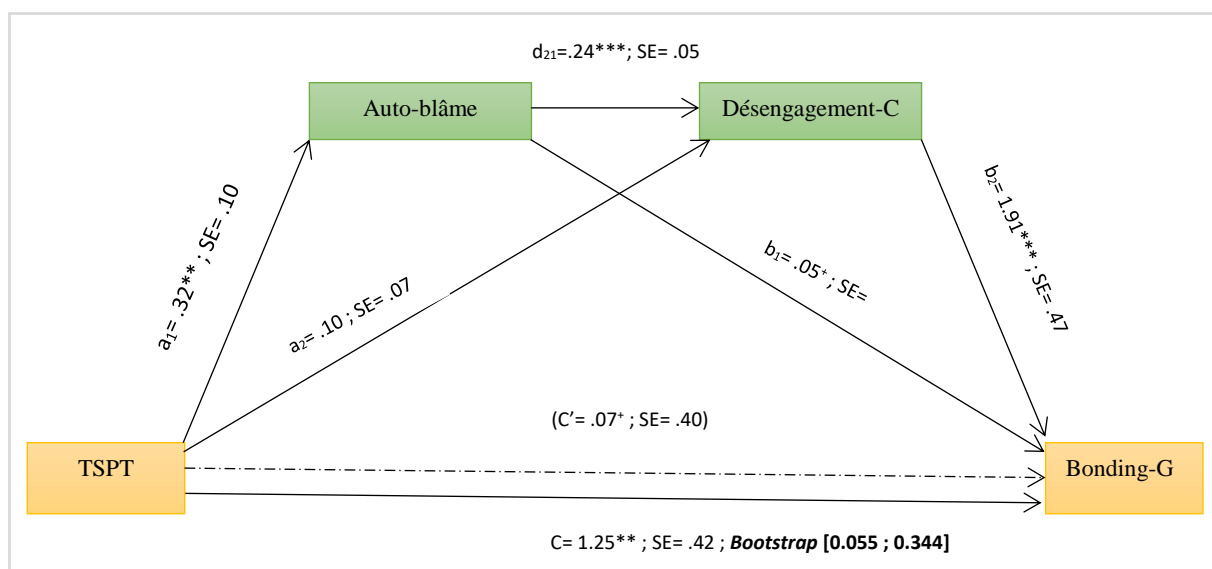 d₂₁=.24***; SE= .05
Auto-blâme
Désengagement-C
a₁= .32** ; SE= .10
a₂= .10 ; SE= .07
b₁= .05⁺ ; SE=
b₂= 1.91*** ; SE= .47
(C’= .07⁺ ; SE= .40)
TSPT
Bonding-G
C= 1.25** ; SE= .42 ; Bootstrap [0.055 ; 0.344]